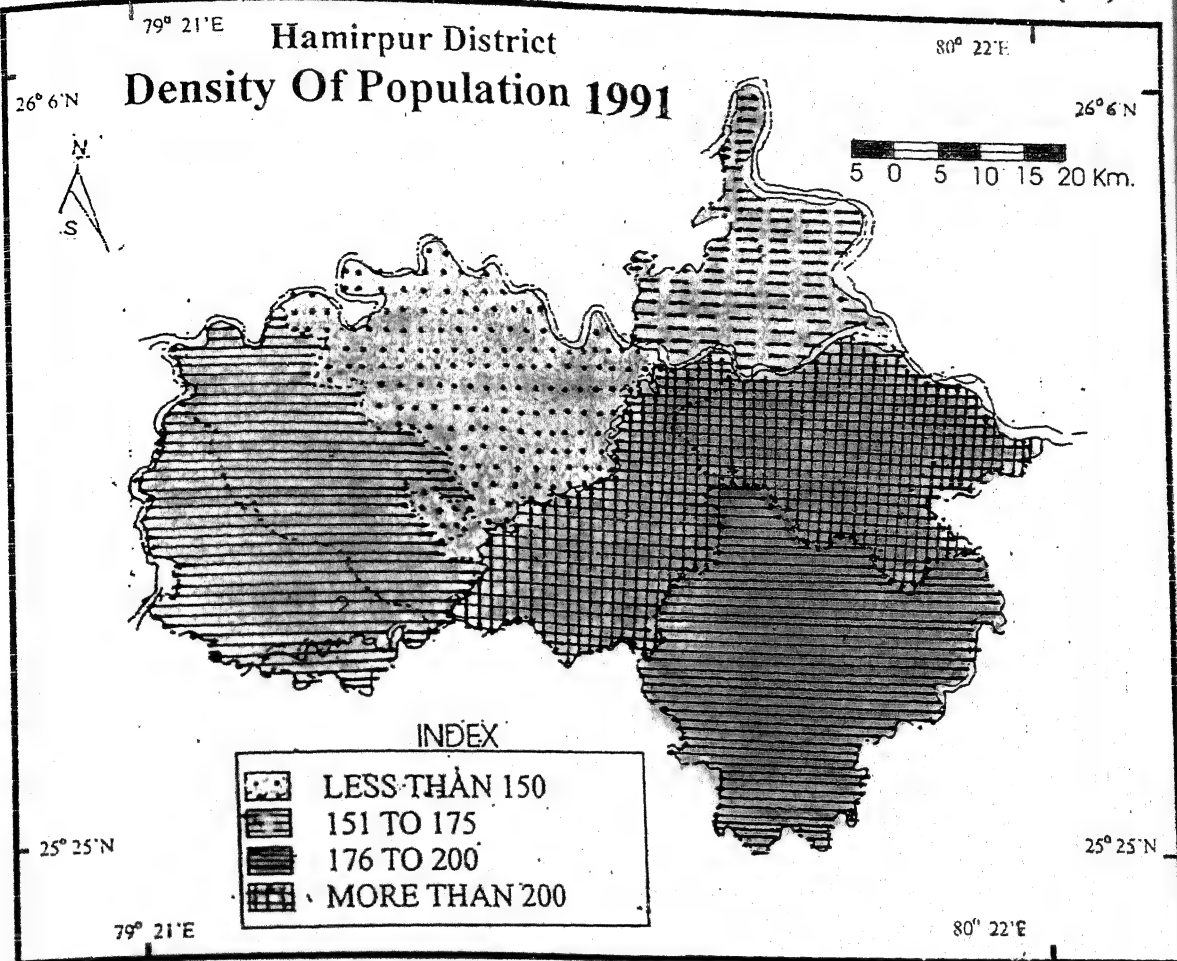 79° 21'E
Hamirpur District
80° 22'E
Density Of Population 1991
26° 6'N
26° 6'N
N
S
5 0 5 10 15 20 Km.
INDEX
LESS THAN 150
151 TO 175
176 TO 200
MORE THAN 200
25° 25'N
25° 25'N
79° 21'E
80° 22'E